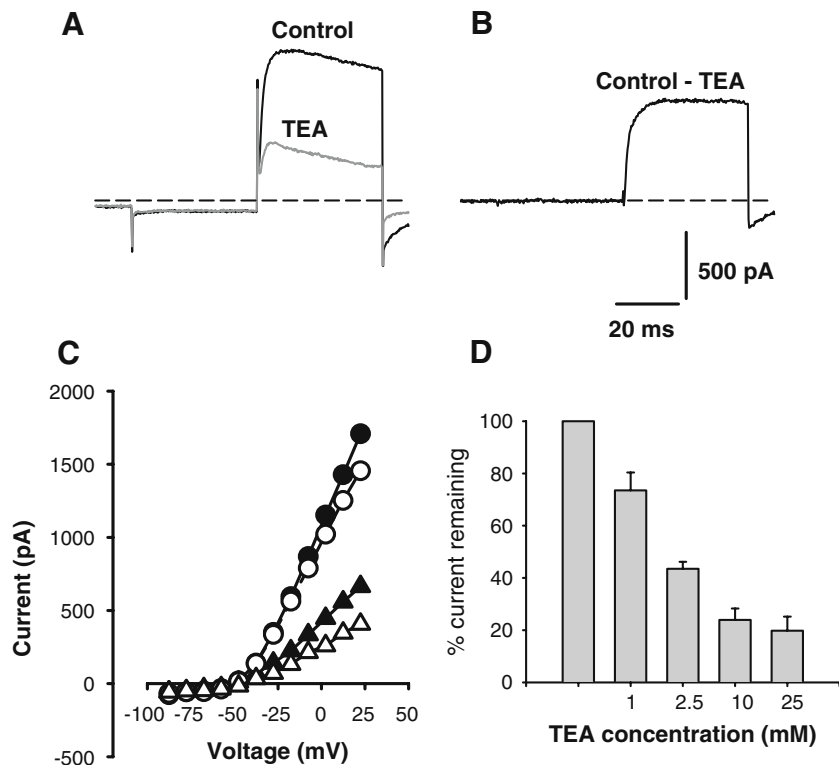 A
Control
TEA
B
Control - TEA
500 pA
20 ms
C
2000
1500
1000
500
0
-500
Current (pA)
-100 -75 -50 -25 0 25 50
Voltage (mV)
D
100
80
60
40
20
0
% current remaining
1 2.5 10 25
TEA concentration (mM)